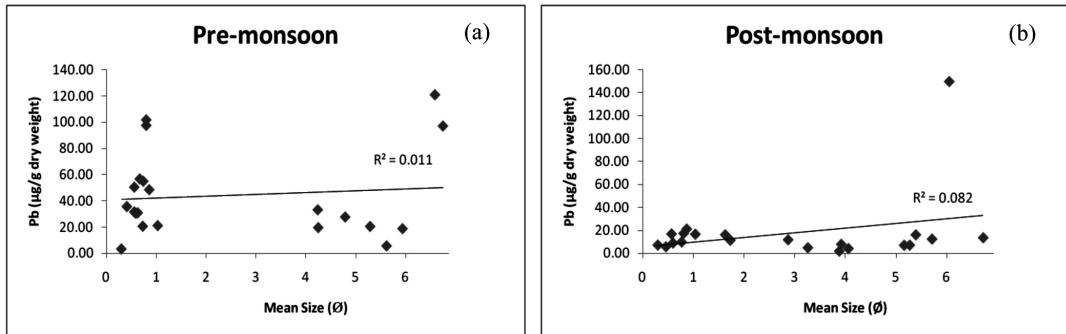 Pre-monsoon
(a)
140.00
120.00
100.00
80.00
60.00
40.00
20.00
0.00
Pb (µg/g dry weight)
R² = 0.011
0 1 2 3 4 5 6
Mean Size (Ø)
Post-monsoon
(b)
160.00
140.00
120.00
100.00
80.00
60.00
40.00
20.00
0.00
Pb (µg/g dry weight)
R² = 0.082
0 1 2 3 4 5 6
Mean Size (Ø)